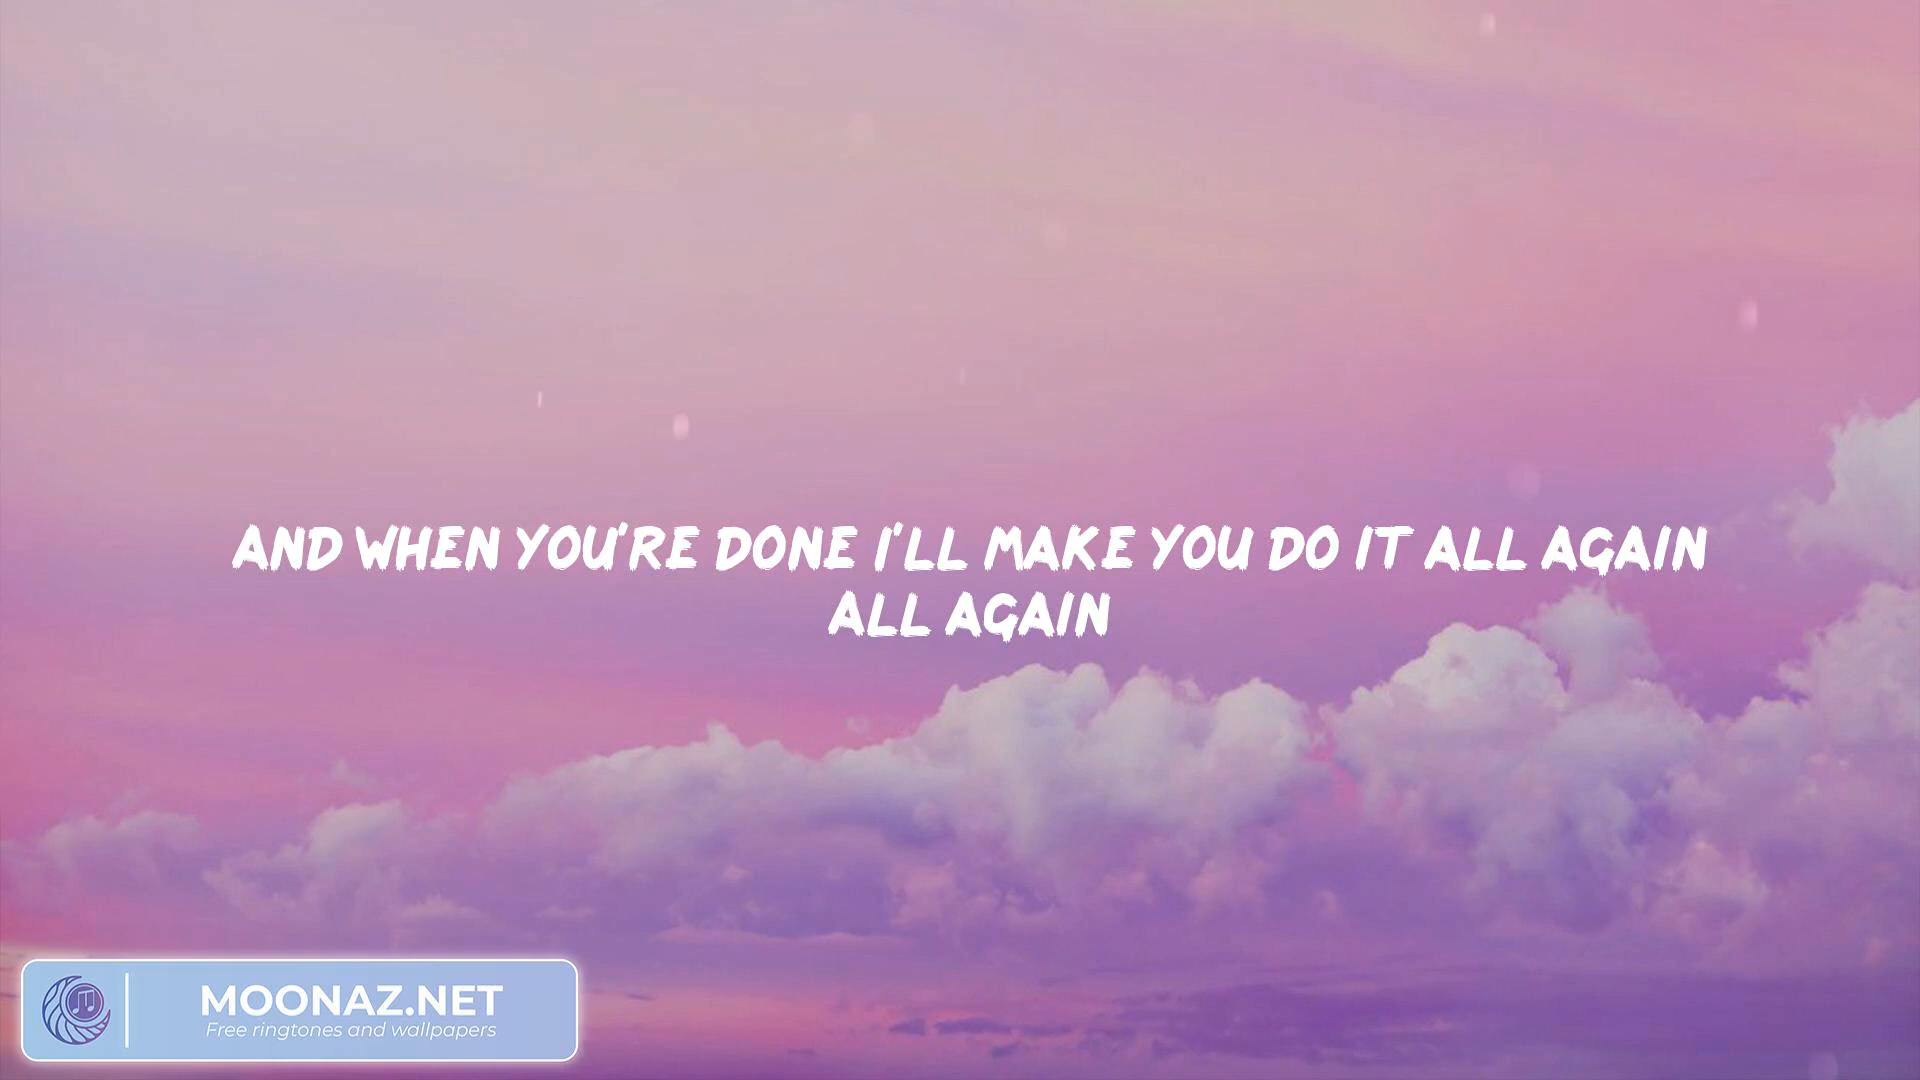 AND WHEN YOU'RE DONE I'LL MAKE YOU DO IT ALL AGAIN
ALL AGAIN
MOONAZ.NET
Free ringtones and wallpapers